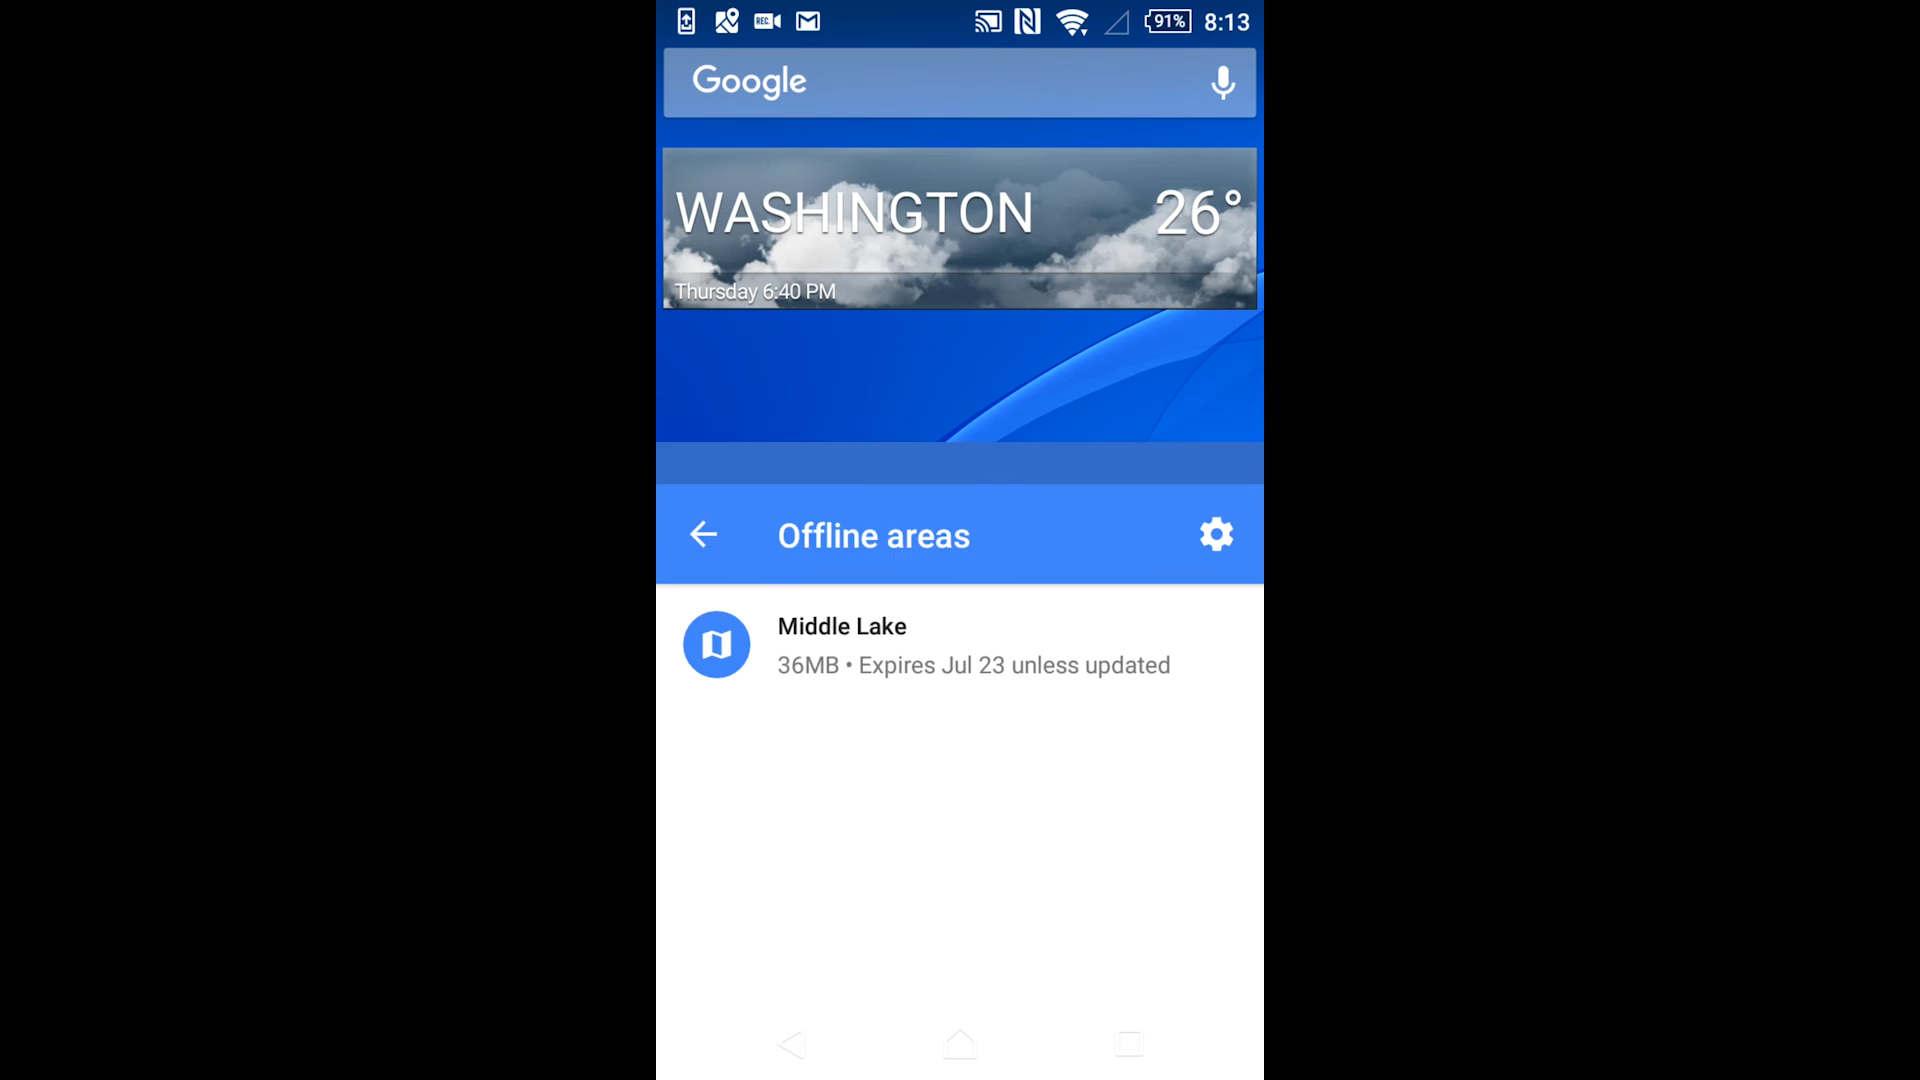 REC 91% 8:13
Google
WASHINGTON 26°
Thursday 6:40 PM
Offline areas
Middle Lake
36MB • Expires Jul 23 unless updated